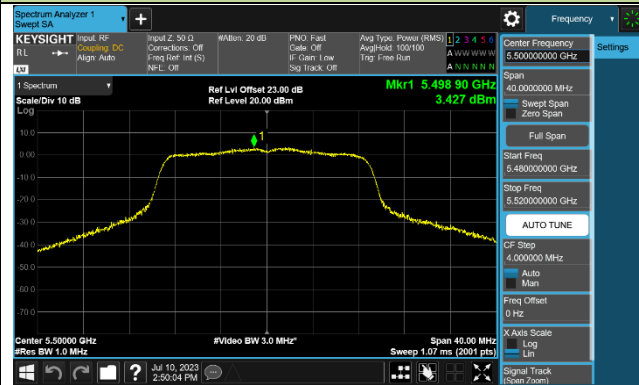 Spectrum Analyzer 1
Swept SA
Frequency
KEYSIGHT
RL
Input: RF
Coupling: DC
Align: Auto
Input Z: 50 Ω
Corrections: Off
Freq Ref: Int (S)
NFE: Off
#Atten: 20 dB
PNO: Fast
Gate: Off
IF Gain: Low
Sig Track: Off
Avg Type: Power (RMS)
Avg|Hold: 100/100
Trig: Free Run
1 2 3 4 5 6
A W W W W W
A N N N N N
1 Spectrum
Scale/Div 10 dB
Log
Ref Lvl Offset 23.00 dB
Ref Level 20.00 dBm
Mkr1 5.498 90 GHz
3.427 dBm
10.0
0.00
-10.0
-20.0
-30.0
-40.0
-50.0
-60.0
-70.0
1
Center 5.50000 GHz
#Res BW 1.0 MHz
#Video BW 3.0 MHz*
Span 40.00 MHz
Sweep 1.07 ms (2001 pts)
Jul 10, 2023
2:50:04 PM
?
Settings
Center Frequency
5.500000000 GHz
Span
40.0000000 MHz
Swept Span
Zero Span
Full Span
Start Freq
5.480000000 GHz
Stop Freq
5.520000000 GHz
AUTO TUNE
CF Step
4.000000 MHz
Auto
Man
Freq Offset
0 Hz
X Axis Scale
Log
Lin
Signal Track
(Span Zoom)